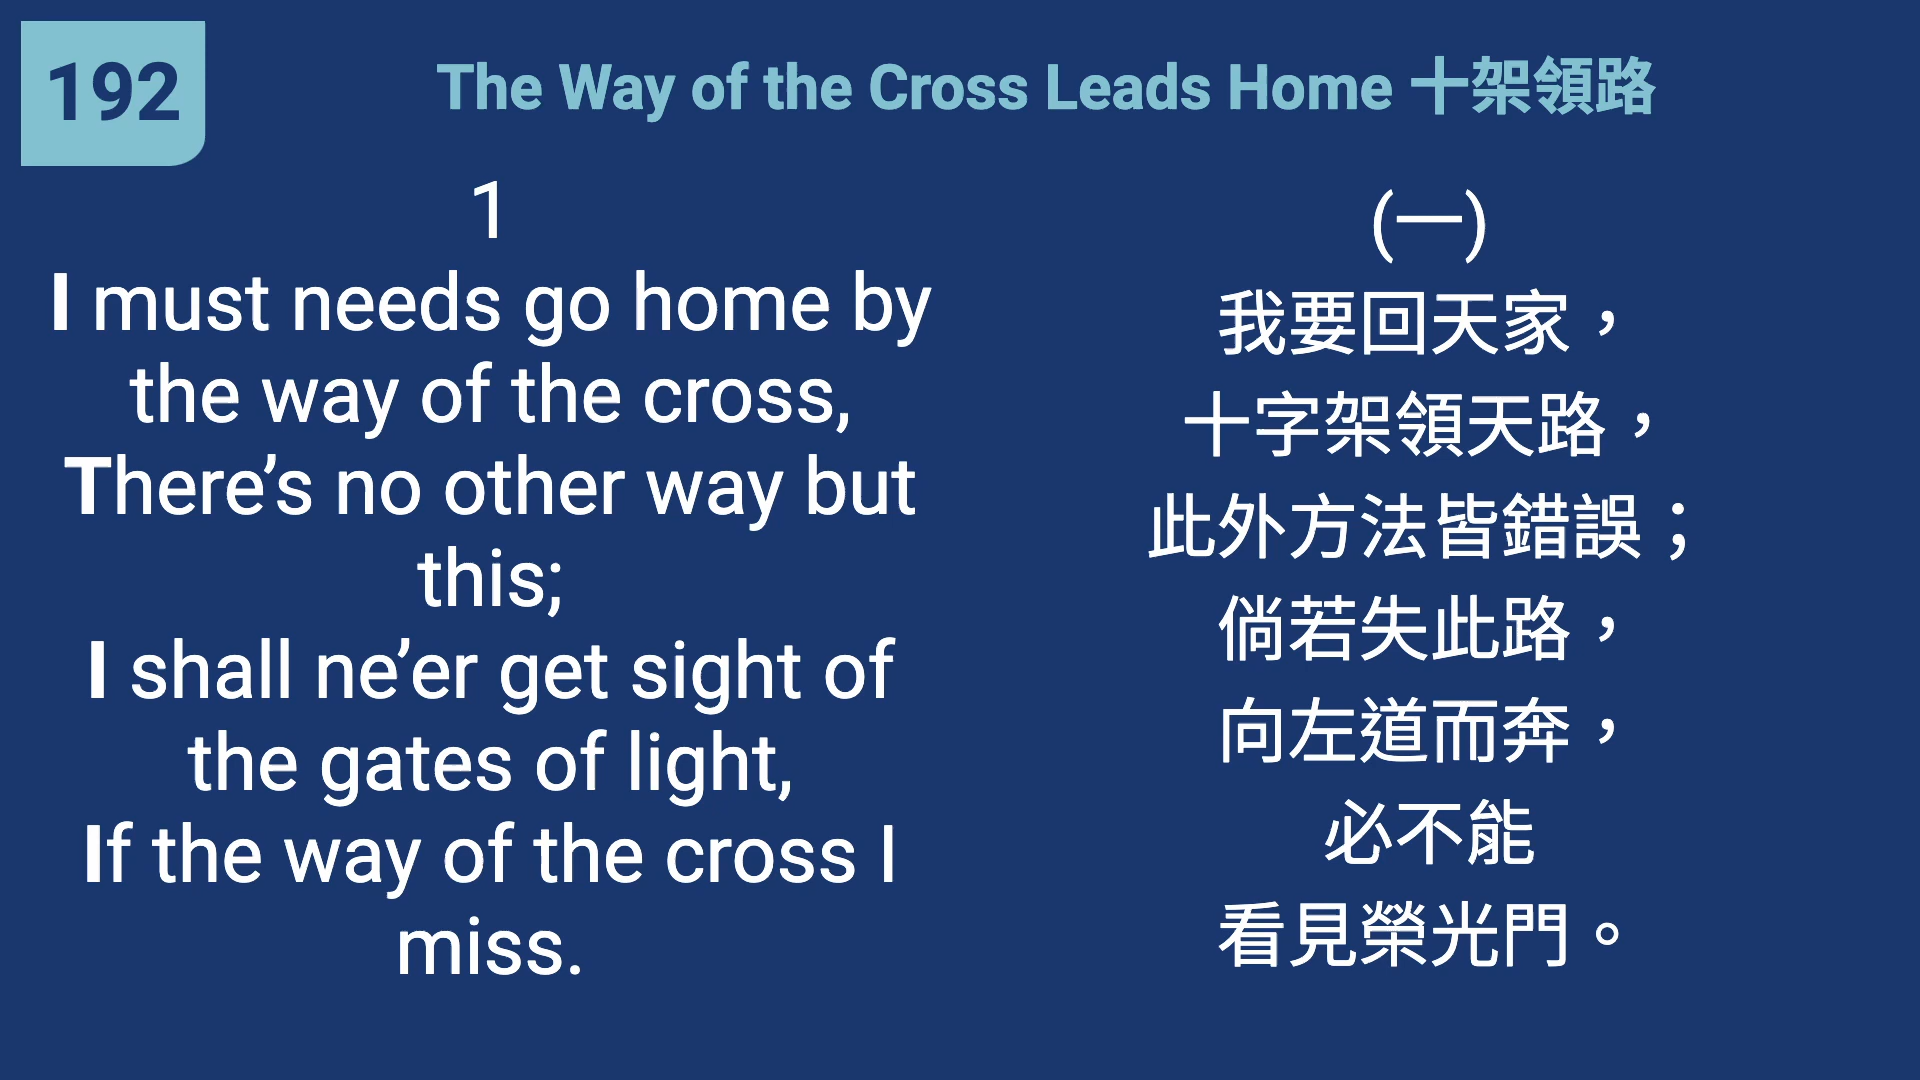 192
The Way of the Cross Leads Home 十架領路
1
I must needs go home by
the way of the cross,
There’s no other way but
this;
I shall ne’er get sight of
the gates of light,
If the way of the cross I
miss.
(一)
我要回天家，
十字架領天路，
此外方法皆錯誤；
倘若失此路，
向左道而奔，
必不能
看見榮光門。